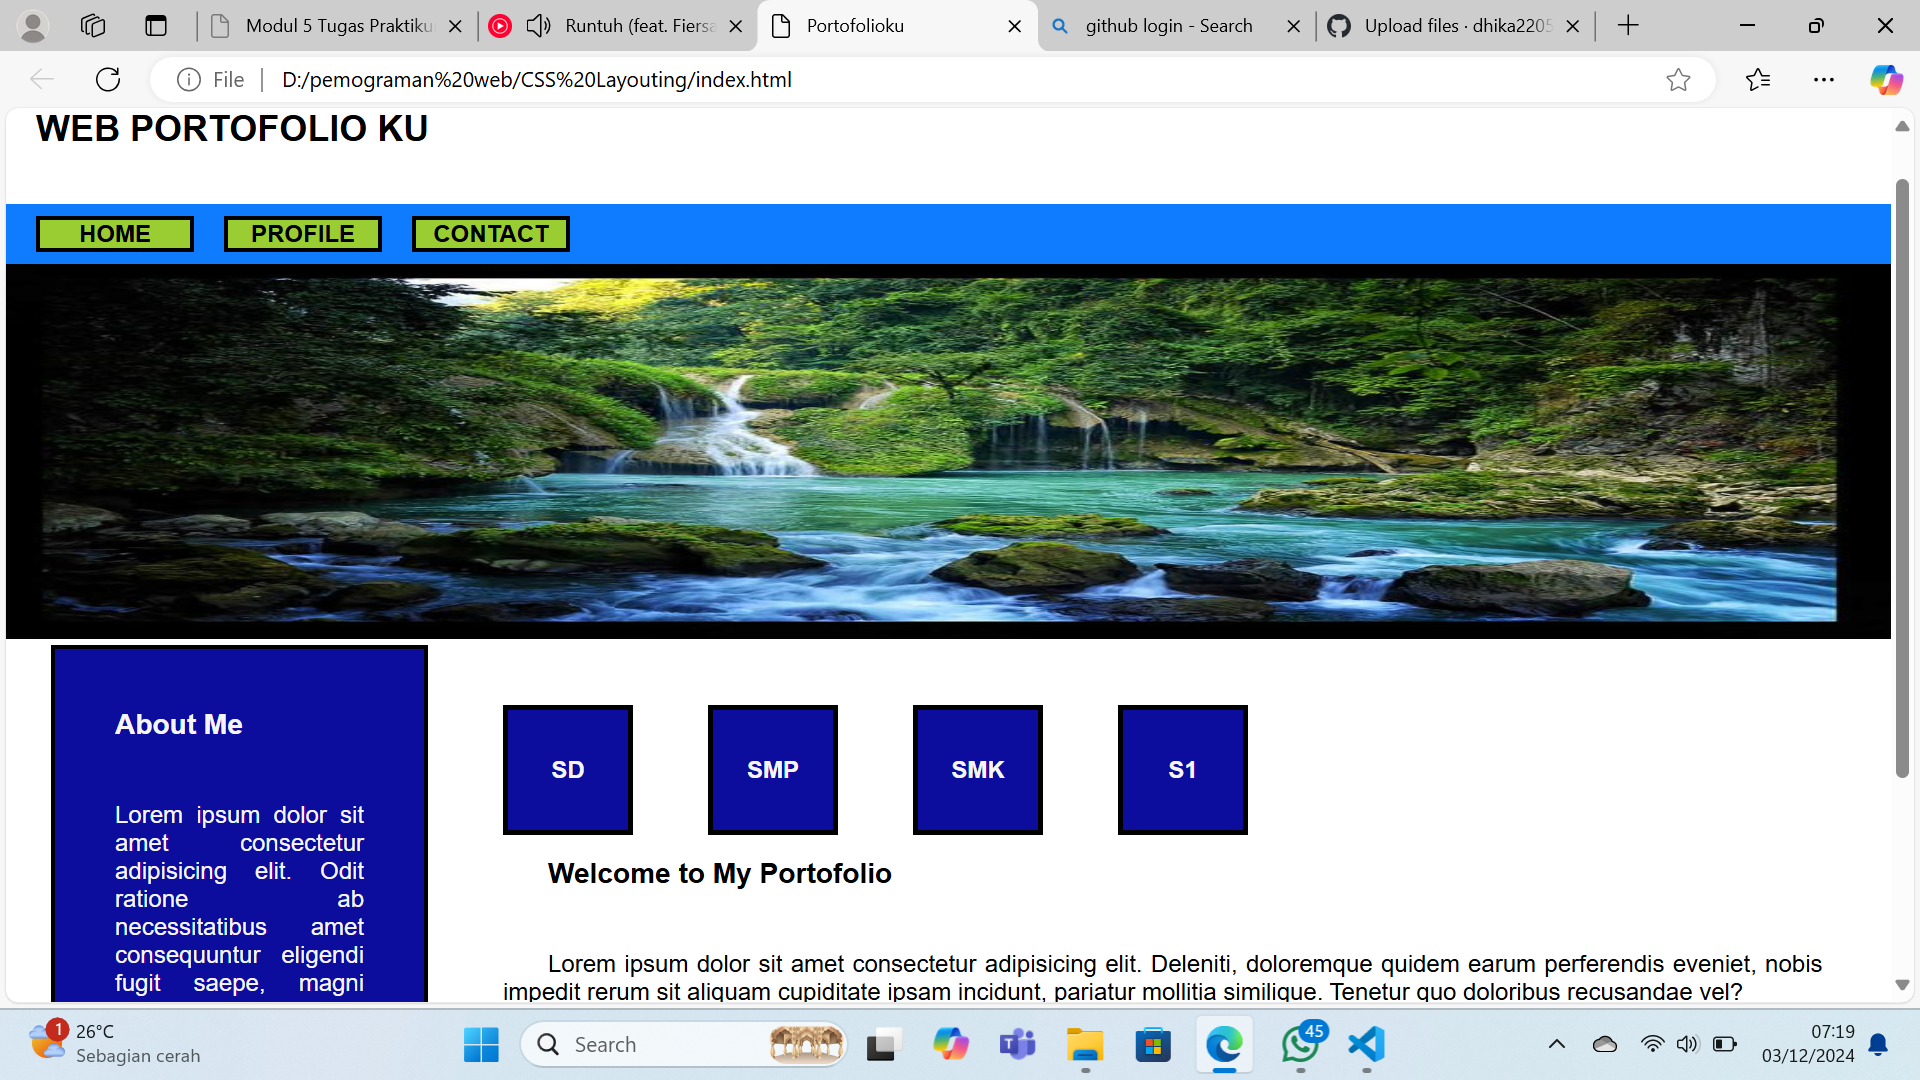 Modul 5 Tugas Praktiku
Runtuh (feat. Fiersa
Portofolioku
github login - Search
Upload files · dhika2205
File
D:/pemograman%20web/CSS%20Layouting/index.html
WEB PORTOFOLIO KU
HOME
PROFILE
CONTACT
About Me
Lorem ipsum dolor sit
amet consectetur
adipisicing elit. Odit
ratione ab
necessitatibus amet
consequuntur eligendi
fugit saepe, magni
SD
SMP
SMK
S1
Welcome to My Portofolio
Lorem ipsum dolor sit amet consectetur adipisicing elit. Deleniti, doloremque quidem earum perferendis eveniet, nobis
impedit rerum sit aliquam cupiditate ipsam incidunt, pariatur mollitia similique. Tenetur quo doloribus recusandae vel?
1
26°C
Sebagian cerah
Search
45
07:19
03/12/2024